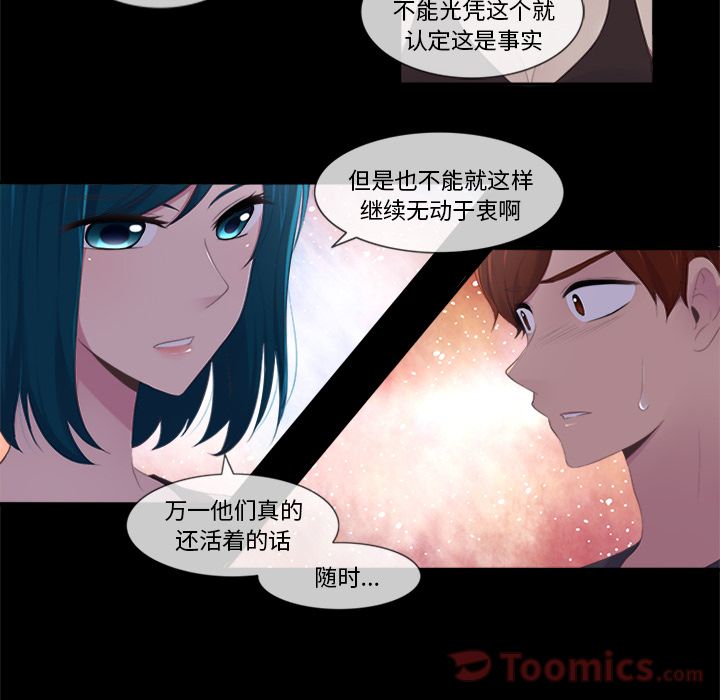 不能光凭这个就
认定这是事实
但是也不能就这样
继续无动于衷啊
万一他们真的
还活着的话
随时...
Toomics.com